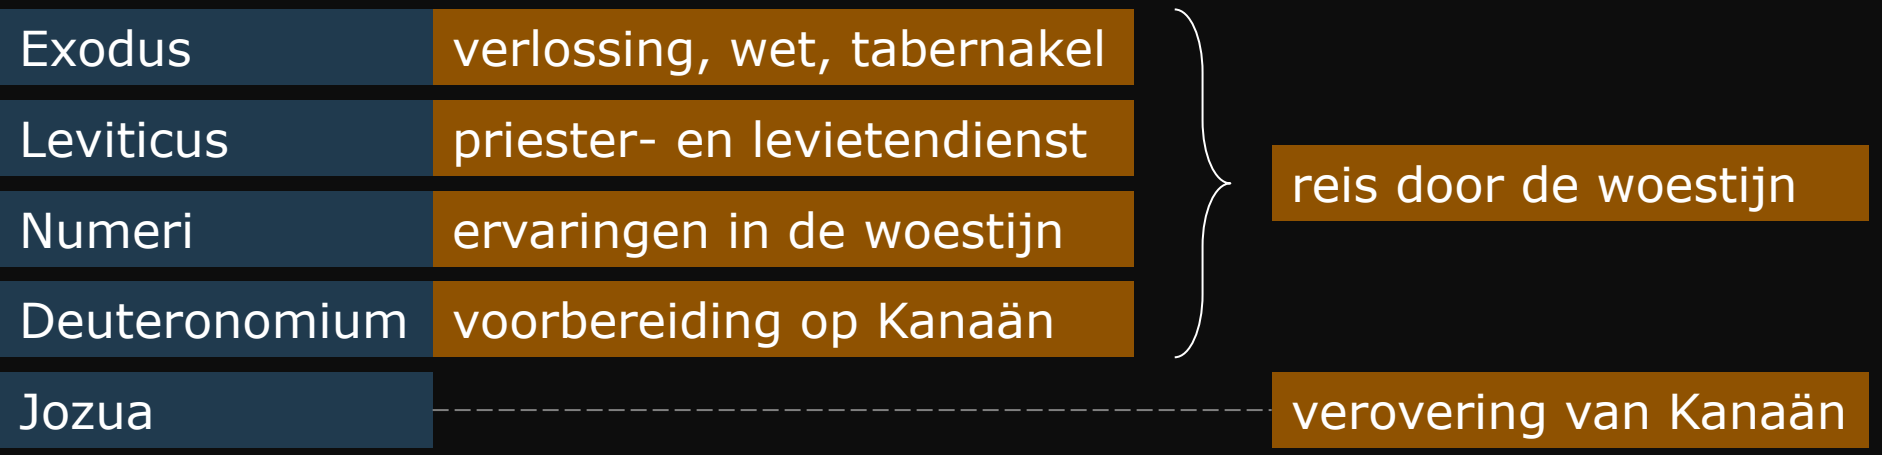 Exodus verlossing, wet, tabernakel
Leviticus priester- en levietendienst
reis door de woestijn
Numeri ervaringen in de woestijn
Deuteronomium voorbereiding op Kanaän
Jozua verovering van Kanaän